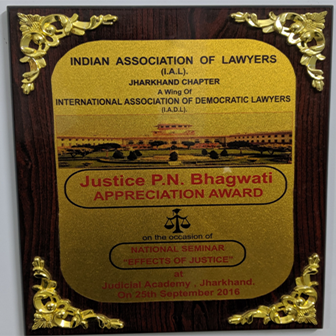 INDIAN ASSOCIATION OF LAWYERS
(I.A.L.)
JHARKHAND CHAPTER
A Wing Of
INTERNATIONAL ASSOCIATION OF DEMOCRATIC LAWYERS
(I.A.D.L.)
Justice P.N. Bhagwati
APPRECIATION AWARD
on the occasion of
NATIONAL SEMINAR
"EFFECTS OF JUSTICE"
at
Judicial Academy , Jharkhand,
On 25th September 2016